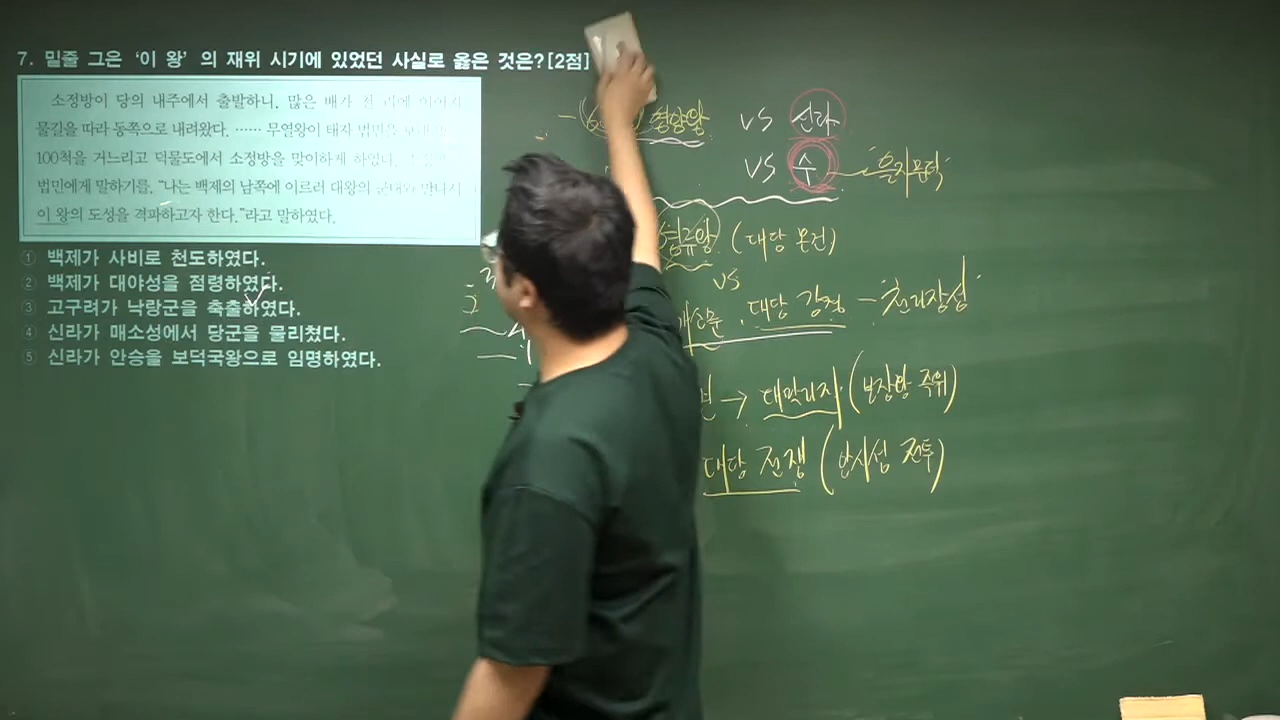 7. 밑줄 그은 '이 왕' 의 재위 시기에 있었던 사실로 옳은 것은?[2점]
소정방이 당의 내주에서 출발하니, 많은 배가 천 리에 이어져
물길을 따라 동쪽으로 내려왔다. …… 무열왕이 태자 법민을 보내
100척을 거느리고 덕물도에서 소정방을 맞이하게 하였다.
법민에게 말하기를, "나는 백제의 남쪽에 이르러 대왕의 군대와 만나서
이 왕의 도성을 격파하고자 한다."라고 말하였다.
① 백제가 사비로 천도하였다.
② 백제가 대야성을 점령하였다.
③ 고구려가 낙랑군을 축출하였다.
④ 신라가 매소성에서 당군을 물리쳤다.
⑤ 신라가 안승을 보덕국왕으로 임명하였다.
영양왕 vs 신라
vs 수 을지문덕
영류왕 (대당 온건)
vs
개소문 대당 강경 - 천리장성
→ 대막리지 (보장왕 즉위)
대당 전쟁 (안시성 전투)